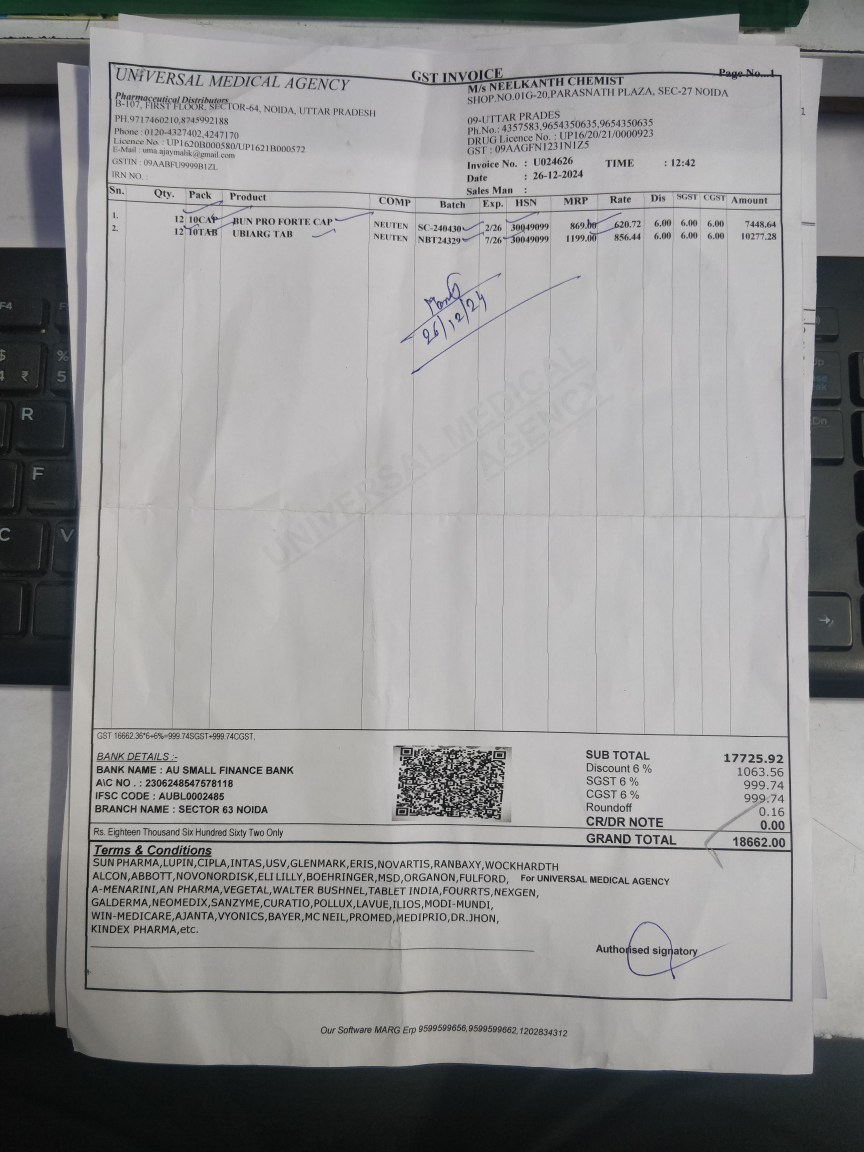 UNIVERSAL MEDICAL AGENCY
Pharmaceutical Distributors
B-107, FIRST FLOOR, SECTOR-64, NOIDA, UTTAR PRADESH
PH.9717460210,8745992188
Phone : 0120-4327402,4247170
Licence No. : UP1620B000580/UP1621B000572
E-Mail : uma.ajaymalik@gmail.com
GSTIN : 09AABFU9999B1ZL
IRN NO. :
GST INVOICE
Page No...1
M/s NEELKANTH CHEMIST
SHOP.NO.01G-20,PARASNATH PLAZA, SEC-27 NOIDA
09-UTTAR PRADES
Ph.No.: 4357583,9654350635,9654350635
DRUG Licence No. : UP16/20/21/0000923
GST : 09AAGFN1231N1Z5
Invoice No. : U024626 TIME : 12:42
Date : 26-12-2024
Sales Man :
Sn. Qty. Pack Product COMP Batch Exp. HSN MRP Rate Dis SGST CGST Amount
1. 12 10CAP BUN PRO FORTE CAP NEUTEN SC-240430 2/26 30049099 869.00 620.72 6.00 6.00 6.00 7448.64
2. 12 10TAB UBIARG TAB NEUTEN NBT24329 7/26 30049099 1199.00 856.44 6.00 6.00 6.00 10277.28
26/12/24
UNIVERSAL MEDICAL
AGENCY
GST 16662.36*6+6%=999.74SGST+999.74CGST,
BANK DETAILS :-
BANK NAME : AU SMALL FINANCE BANK
A\C NO . : 2306248547578118
IFSC CODE : AUBL0002485
BRANCH NAME : SECTOR 63 NOIDA
SUB TOTAL 17725.92
Discount 6 % 1063.56
SGST 6 % 999.74
CGST 6 % 999.74
Roundoff 0.16
CR/DR NOTE 0.00
Rs. Eighteen Thousand Six Hundred Sixty Two Only
GRAND TOTAL 18662.00
Terms & Conditions
SUN PHARMA,LUPIN,CIPLA,INTAS,USV,GLENMARK,ERIS,NOVARTIS,RANBAXY,WOCKHARDTH
ALCON,ABBOTT,NOVONORDISK,ELI LILLY,BOEHRINGER,MSD,ORGANON,FULFORD,
For UNIVERSAL MEDICAL AGENCY
A-MENARINI,AN PHARMA,VEGETAL,WALTER BUSHNEL,TABLET INDIA,FOURRTS,NEXGEN,
GALDERMA,NEOMEDIX,SANZYME,CURATIO,POLLUX,LAVUE,ILIOS,MODI-MUNDI,
WIN-MEDICARE,AJANTA,VYONICS,BAYER,MC NEIL,PROMED,MEDIPRIO,DR.JHON,
KINDEX PHARMA,etc.
Authorised signatory
Our Software MARG Erp 9599599656,9599599662,1202834312
F4
$
4 ₹
%
5
R
F
C
V